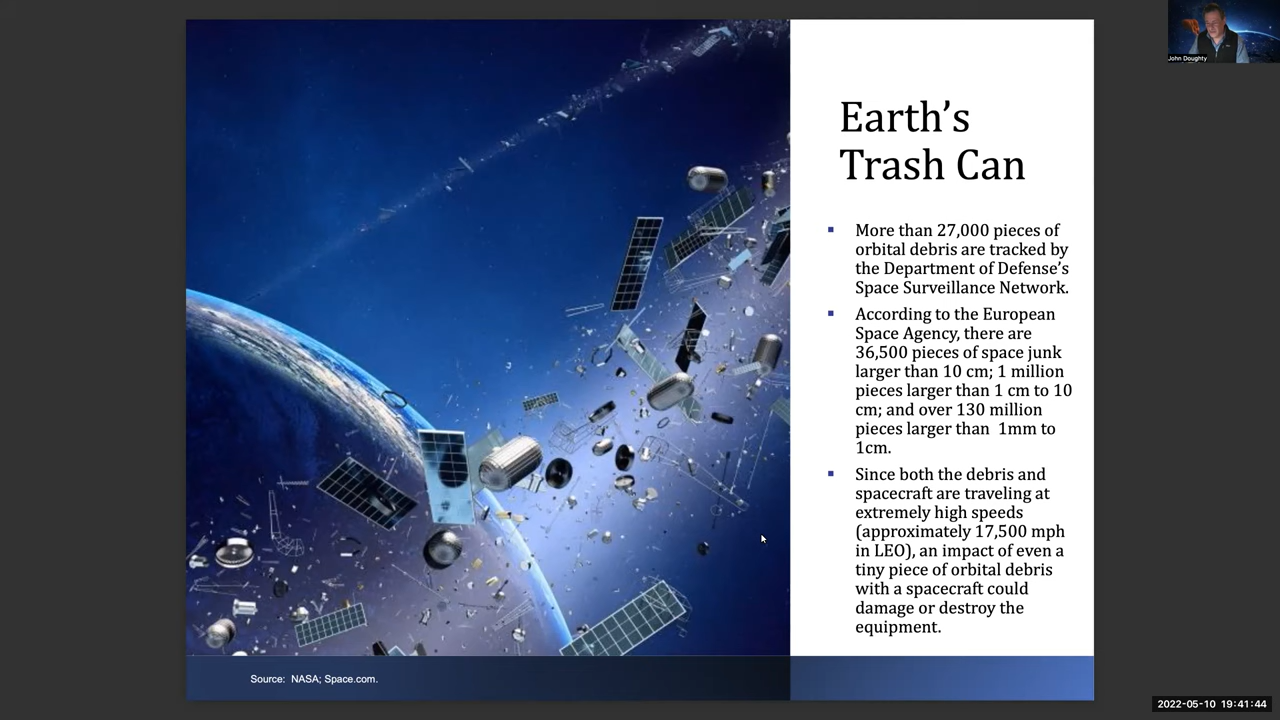 John Doughty
Earth's
Trash Can
▪ More than 27,000 pieces of
orbital debris are tracked by
the Department of Defense's
Space Surveillance Network.
▪ According to the European
Space Agency, there are
36,500 pieces of space junk
larger than 10 cm; 1 million
pieces larger than 1 cm to 10
cm; and over 130 million
pieces larger than  1mm to
1cm.
▪ Since both the debris and
spacecraft are traveling at
extremely high speeds
(approximately 17,500 mph
in LEO), an impact of even a
tiny piece of orbital debris
with a spacecraft could
damage or destroy the
equipment.
Source:  NASA; Space.com.
2022-05-10  19:41:44